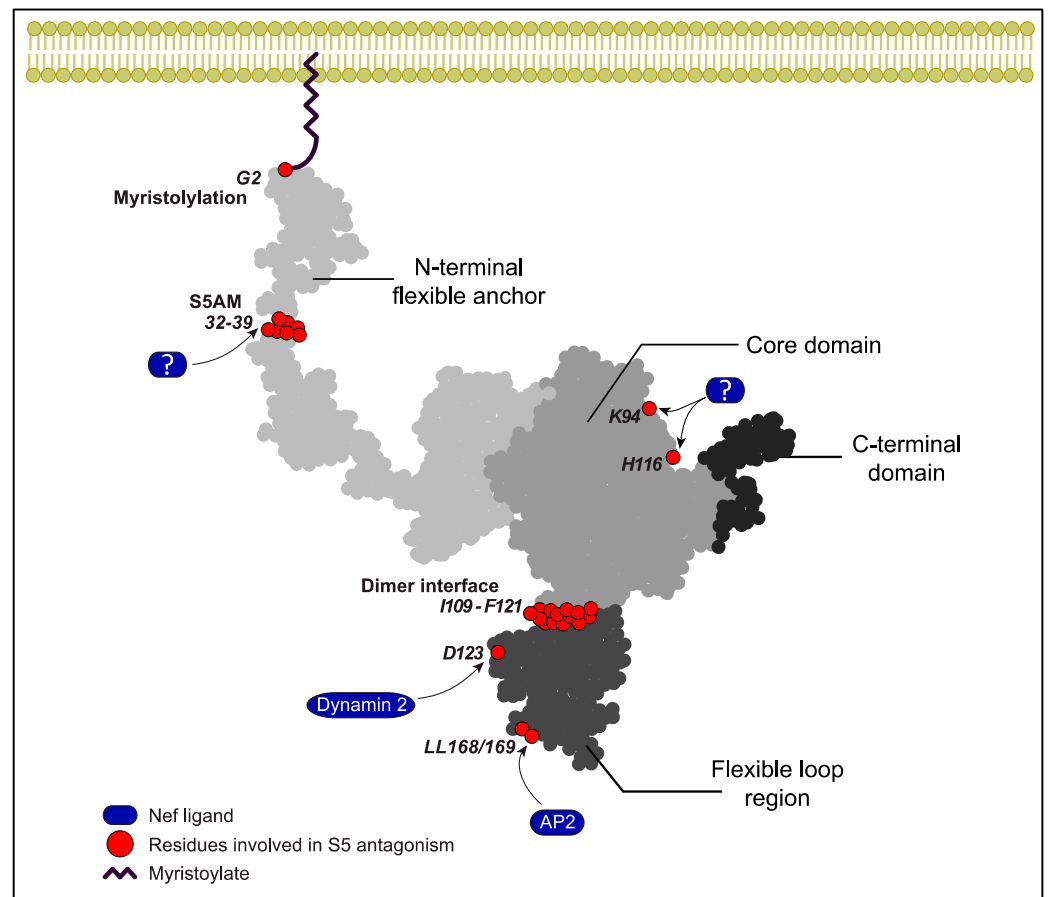 G2
Myristolylation
N-terminal
flexible anchor
S5AM
32-39
?
Core domain
?
K94
H116
C-terminal
domain
Dimer interface
I109 - F121
D123
Dynamin 2
LL168/169
AP2
Flexible loop
region
Nef ligand
Residues involved in S5 antagonism
Myristoylate